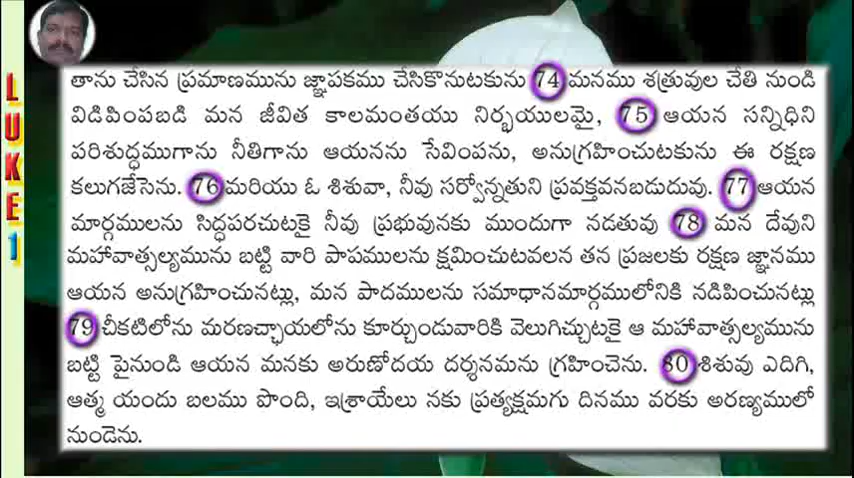 LUKE 1
తాను చేసిన ప్రమాణమును జ్ఞాపకము చేసికొనుటకును 74 మనము శత్రువుల చేతి నుండి
విడిపింపబడి మన జీవిత కాలమంతయు నిర్భయులమై, 75 ఆయన సన్నిధిని
పరిశుద్ధముగాను నీతిగాను ఆయనను సేవింపను, అనుగ్రహించుటకును ఈ రక్షణ
కలుగజేసెను. 76 మరియు ఓ శిశువా, నీవు సర్వోన్నతుని ప్రవక్తవనబడుదువు. 77 ఆయన
మార్గములను సిద్ధపరచుటకై నీవు ప్రభువునకు ముందుగా నడతువు 78 మన దేవుని
మహావాత్సల్యమును బట్టి వారి పాపములను క్షమించుటవలన తన ప్రజలకు రక్షణ జ్ఞానము
ఆయన అనుగ్రహించునట్లు, మన పాదములను సమాధానమార్గములోనికి నడిపించునట్లు
79 చీకటిలోను మరణచ్ఛాయలోను కూర్చుండువారికి వెలుగిచ్చుటకై ఆ మహావాత్సల్యమును
బట్టి పైనుండి ఆయన మనకు అరుణోదయ దర్శనమను గ్రహించెను. 80 శిశువు ఎదిగి,
ఆత్మ యందు బలము పొంది, ఇశ్రాయేలు నకు ప్రత్యక్షమగు దినము వరకు అరణ్యములో
నుండెను.